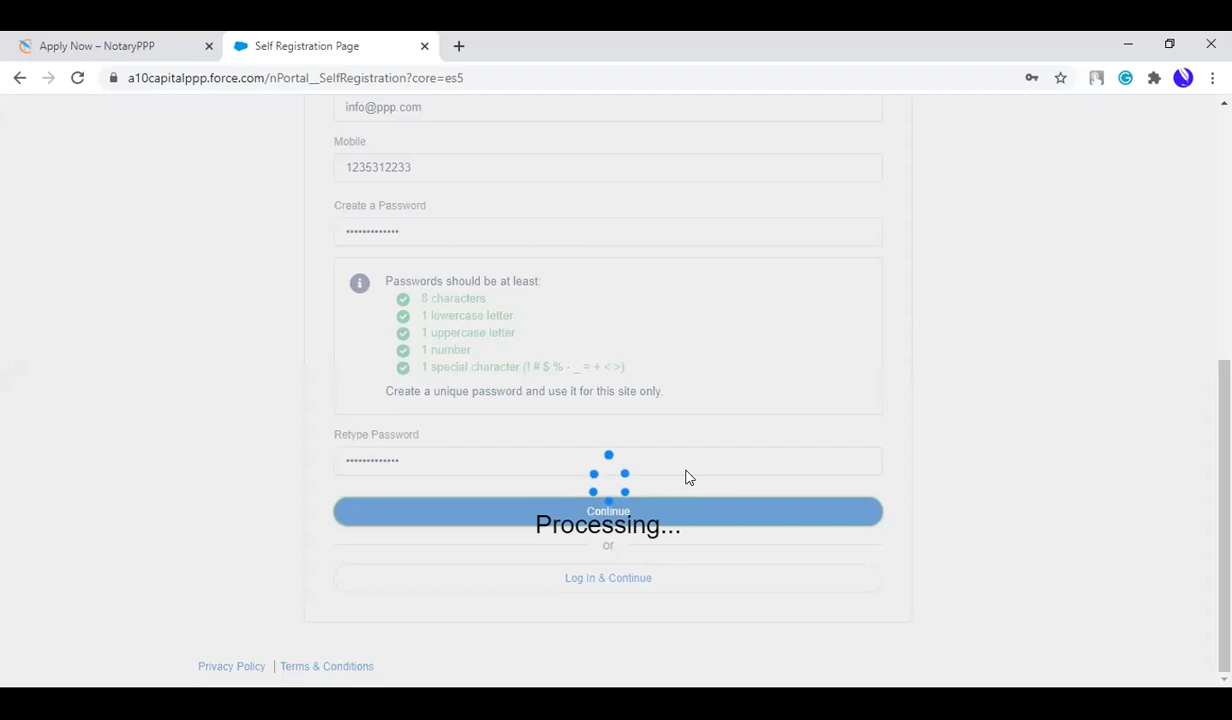 Apply Now – NotaryPPP
Self Registration Page
a10capitalppp.force.com/nPortal__SelfRegistration?core=es5
info@ppp.com
Mobile
1235312233
Create a Password
•••••••••••••
Passwords should be at least:
8 characters
1 lowercase letter
1 uppercase letter
1 number
1 special character (! # $ % - _ = + < >)
Create a unique password and use it for this site only.
Retype Password
•••••••••••••
Continue
Processing...
or
Log In & Continue
Privacy Policy | Terms & Conditions